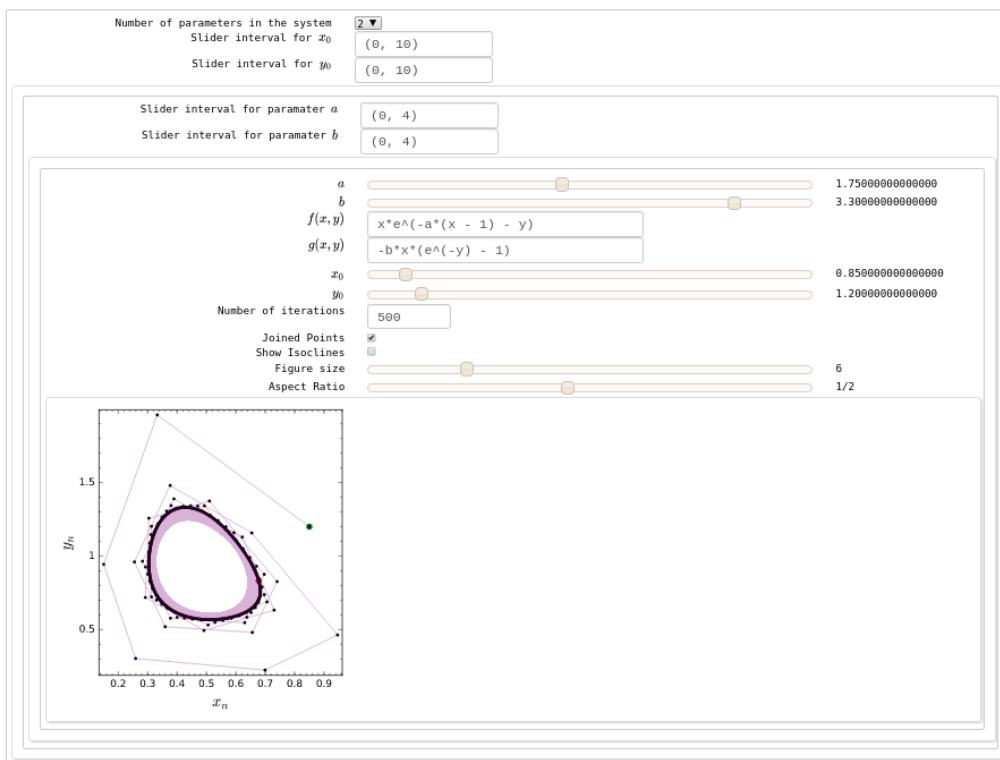 Number of parameters in the system 2 ▼
Slider interval for x₀ (0, 10)
Slider interval for y₀ (0, 10)
Slider interval for paramater a (0, 4)
Slider interval for paramater b (0, 4)
a 1.75000000000000
b 3.30000000000000
f(x, y) x*e^(-a*(x - 1) - y)
g(x, y) -b*x*(e^(-y) - 1)
x₀ 0.850000000000000
y₀ 1.20000000000000
Number of iterations 500
Joined Points
Show Isoclines
Figure size 6
Aspect Ratio 1/2
1.5
1
0.5
yₙ
0.2 0.3 0.4 0.5 0.6 0.7 0.8 0.9
xₙ